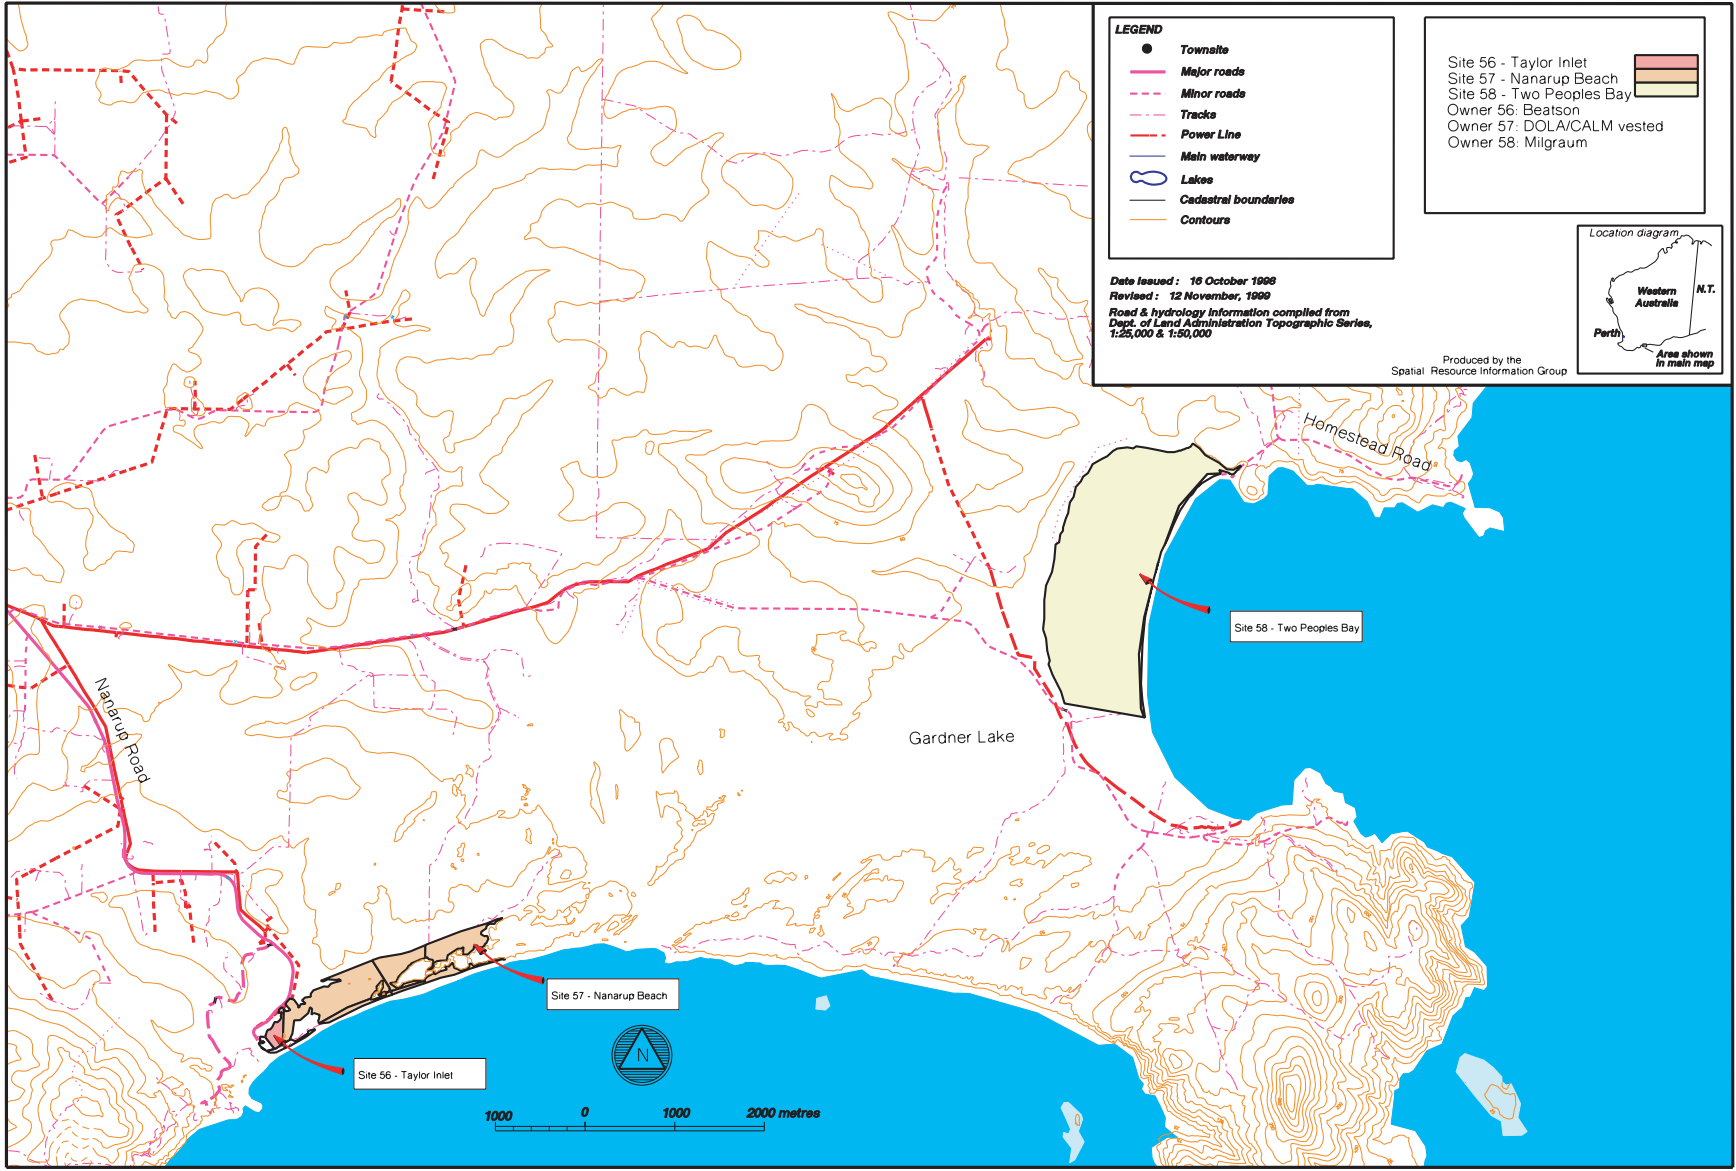 LEGEND
Townsite
Major roads
Minor roads
Tracks
Power Line
Main waterway
Lakes
Cadastral boundaries
Contours
Site 56 - Taylor Inlet
Site 57 - Nanarup Beach
Site 58 - Two Peoples Bay
Owner 56: Beatson
Owner 57: DOLA/CALM vested
Owner 58: Milgraum
Date Issued : 16 October 1998
Revised : 12 November, 1999
Road & hydrology information compiled from
Dept. of Land Administration Topographic Series,
1:25,000 & 1:50,000
Produced by the
Spatial Resource Information Group
Location diagram
Western
Australia
N.T.
Perth
Area shown
in main map
Homestead Road
Site 58 - Two Peoples Bay
Nanarup Road
Gardner Lake
Site 57 - Nanarup Beach
N
Site 56 - Taylor Inlet
1000 0 1000 2000 metres